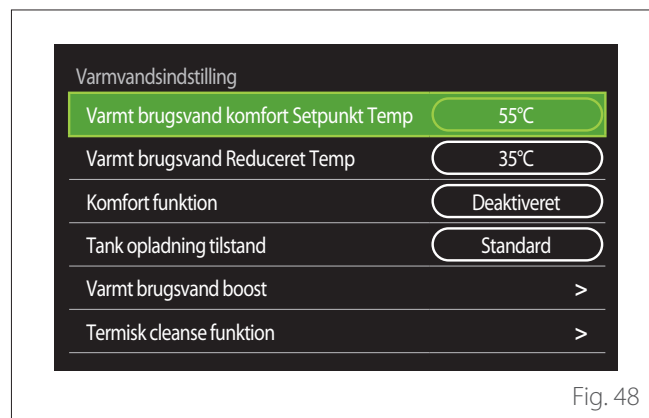 Varmvandsindstilling
Varmt brugsvand komfort Setpunkt Temp 55°C
Varmt brugsvand Reduceret Temp 35°C
Komfort funktion Deaktiveret
Tank opladning tilstand Standard
Varmt brugsvand boost >
Termisk cleanse funktion >
Fig. 48